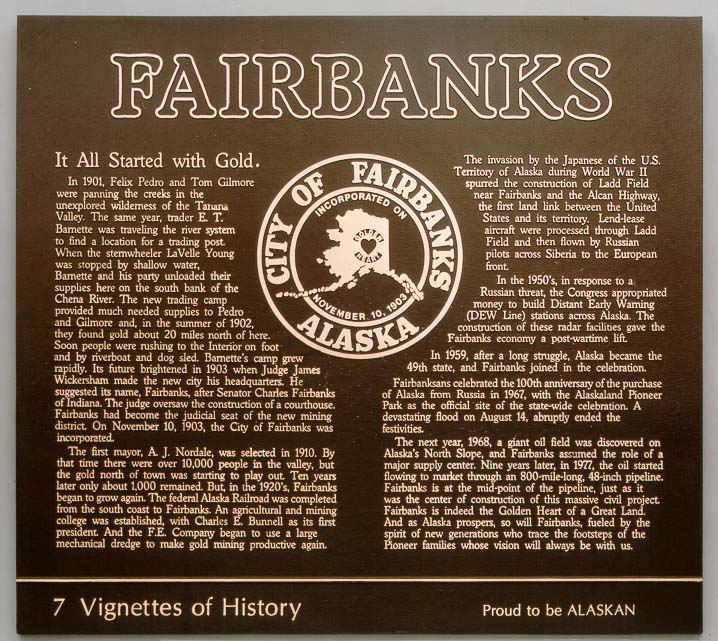 FAIRBANKS
It All Started with Gold.
In 1901, Felix Pedro and Tom Gilmore
were panning the creeks in the
unexplored wilderness of the Tanana
Valley. The same year, trader E. T.
Barnette was traveling the river system
to find a location for a trading post.
When the sternwheeler LaVelle Young
was stopped by shallow water,
Barnette and his party unloaded their
supplies here on the south bank of the
Chena River. The new trading camp
provided much needed supplies to Pedro
and Gilmore and, in the summer of 1902,
they found gold about 20 miles north of here.
Soon people were rushing to the Interior on foot
and by riverboat and dog sled. Barnette's camp grew
rapidly. Its future brightened in 1903 when Judge James
Wickersham made the new city his headquarters. He
suggested its name, Fairbanks, after Senator Charles Fairbanks
of Indiana. The judge oversaw the construction of a courthouse.
Fairbanks had become the judicial seat of the new mining
district. On November 10, 1903, the City of Fairbanks was
incorporated.
The first mayor, A. J. Nordale, was selected in 1910. By
that time there were over 10,000 people in the valley, but
the gold north of town was starting to play out. Ten years
later only about 1,000 remained. But, in the 1920's, Fairbanks
began to grow again. The federal Alaska Railroad was completed
from the south coast to Fairbanks. An agricultural and mining
college was established, with Charles E. Bunnell as its first
president. And the F.E. Company began to use a large
mechanical dredge to make gold mining productive again.
CITY OF FAIRBANKS
ALASKA
INCORPORATED ON
NOVEMBER. 10, 1903
GOLDEN
HEART
The invasion by the Japanese of the U.S.
Territory of Alaska during World War II
spurred the construction of Ladd Field
near Fairbanks and the Alcan Highway,
the first land link between the United
States and its territory. Lend-lease
aircraft were processed through Ladd
Field and then flown by Russian
pilots across Siberia to the European
front.
In the 1950's, in response to a
Russian threat, the Congress appropriated
money to build Distant Early Warning
(DEW Line) stations across Alaska. The
construction of these radar facilities gave the
Fairbanks economy a post-wartime lift.
In 1959, after a long struggle, Alaska became the
49th state, and Fairbanks joined in the celebration.
Fairbanksans celebrated the 100th anniversary of the purchase
of Alaska from Russia in 1967, with the Alaskaland Pioneer
Park as the official site of the state-wide celebration. A
devastating flood on August 14, abruptly ended the
festivities.
The next year, 1968, a giant oil field was discovered on
Alaska's North Slope, and Fairbanks assumed the role of a
major supply center. Nine years later, in 1977, the oil started
flowing to market through an 800-mile-long, 48-inch pipeline.
Fairbanks is at the mid-point of the pipeline, just as it
was the center of construction of this massive civil project.
Fairbanks is indeed the Golden Heart of a Great Land.
And as Alaska prospers, so will Fairbanks, fueled by the
spirit of new generations who trace the footsteps of the
Pioneer families whose vision will always be with us.
7 Vignettes of History
Proud to be ALASKAN